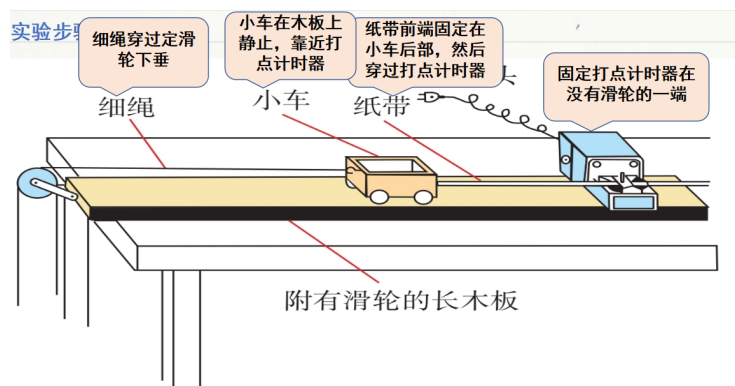 实验步
细绳穿过定滑
轮下垂
小车在木板上
静止，靠近打
点计时器
纸带前端固定在
小车后部，然后
穿过打点计时器
固定打点计时器在
没有滑轮的一端
细绳
小车
纸带
头
附有滑轮的长木板